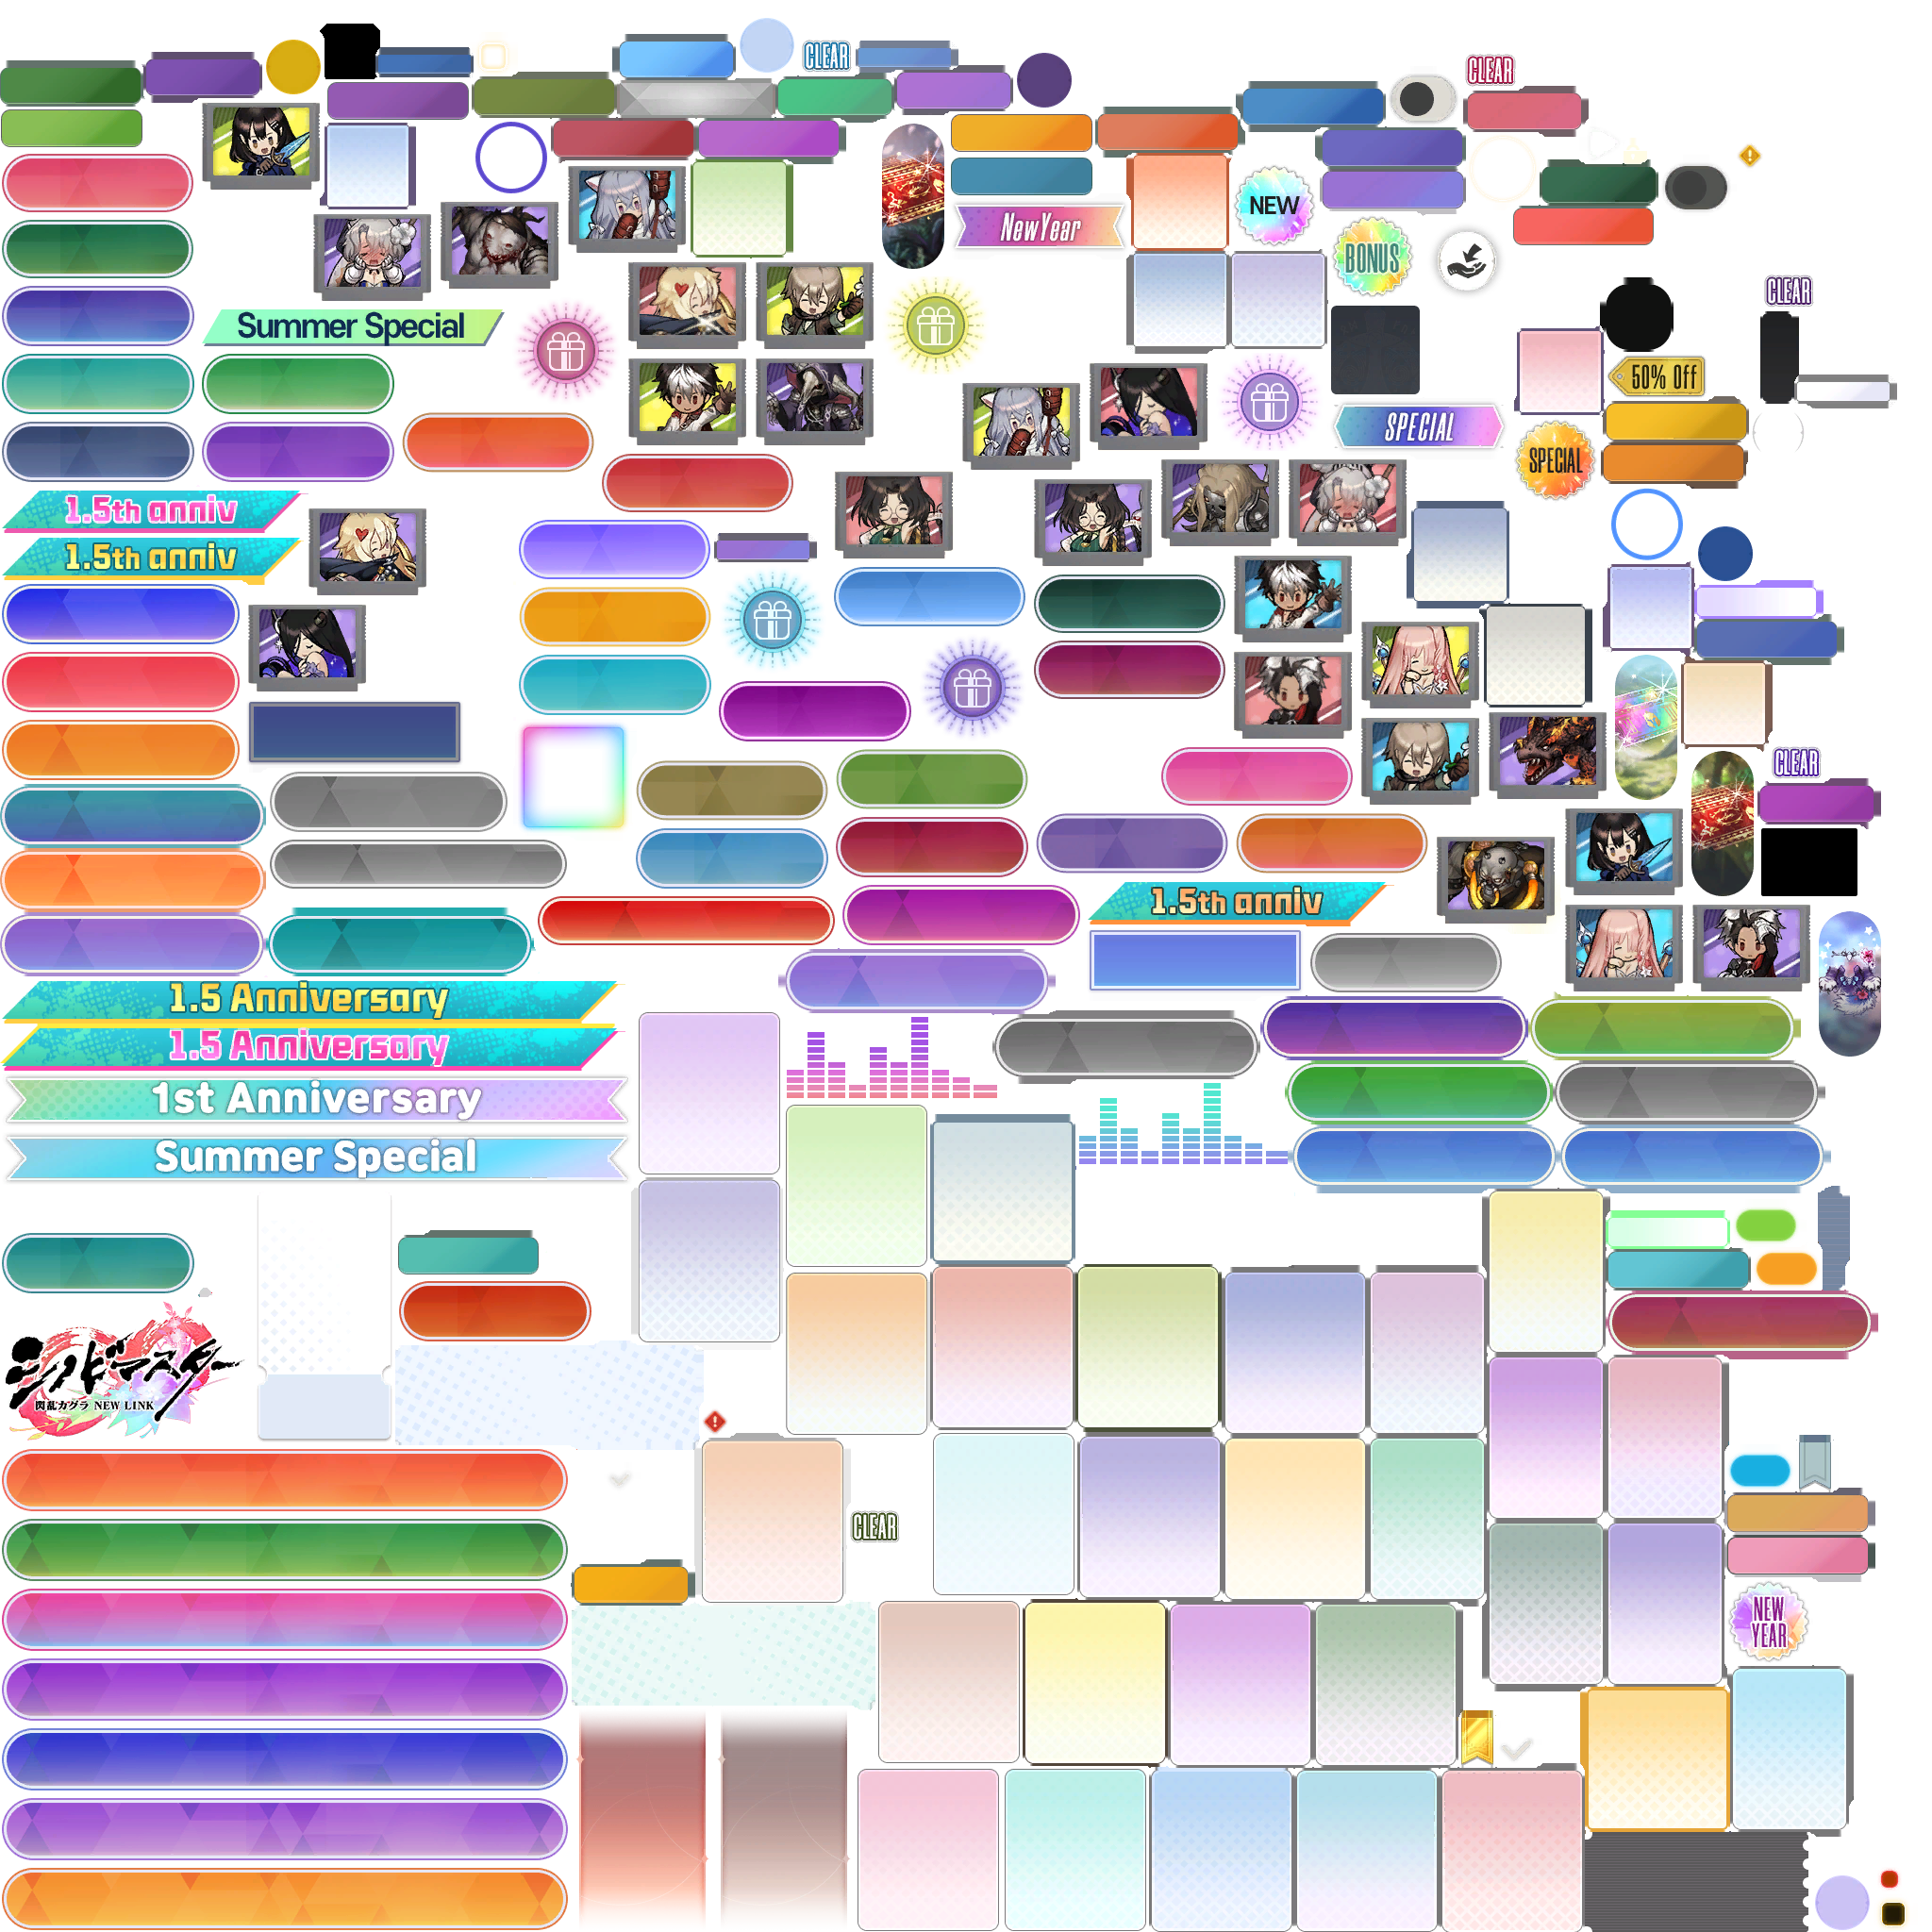 CLEAR
CLEAR
NewYear
NEW
BONUS
CLEAR
Summer Special
50% Off
SPECIAL
SPECIAL
1.5th anniv
1.5th anniv
CLEAR
1.5th anniv
1.5 Anniversary
1.5 Anniversary
1st Anniversary
Summer Special
シノビマスター
閃乱カグラ NEW LINK
CLEAR
NEW
YEAR